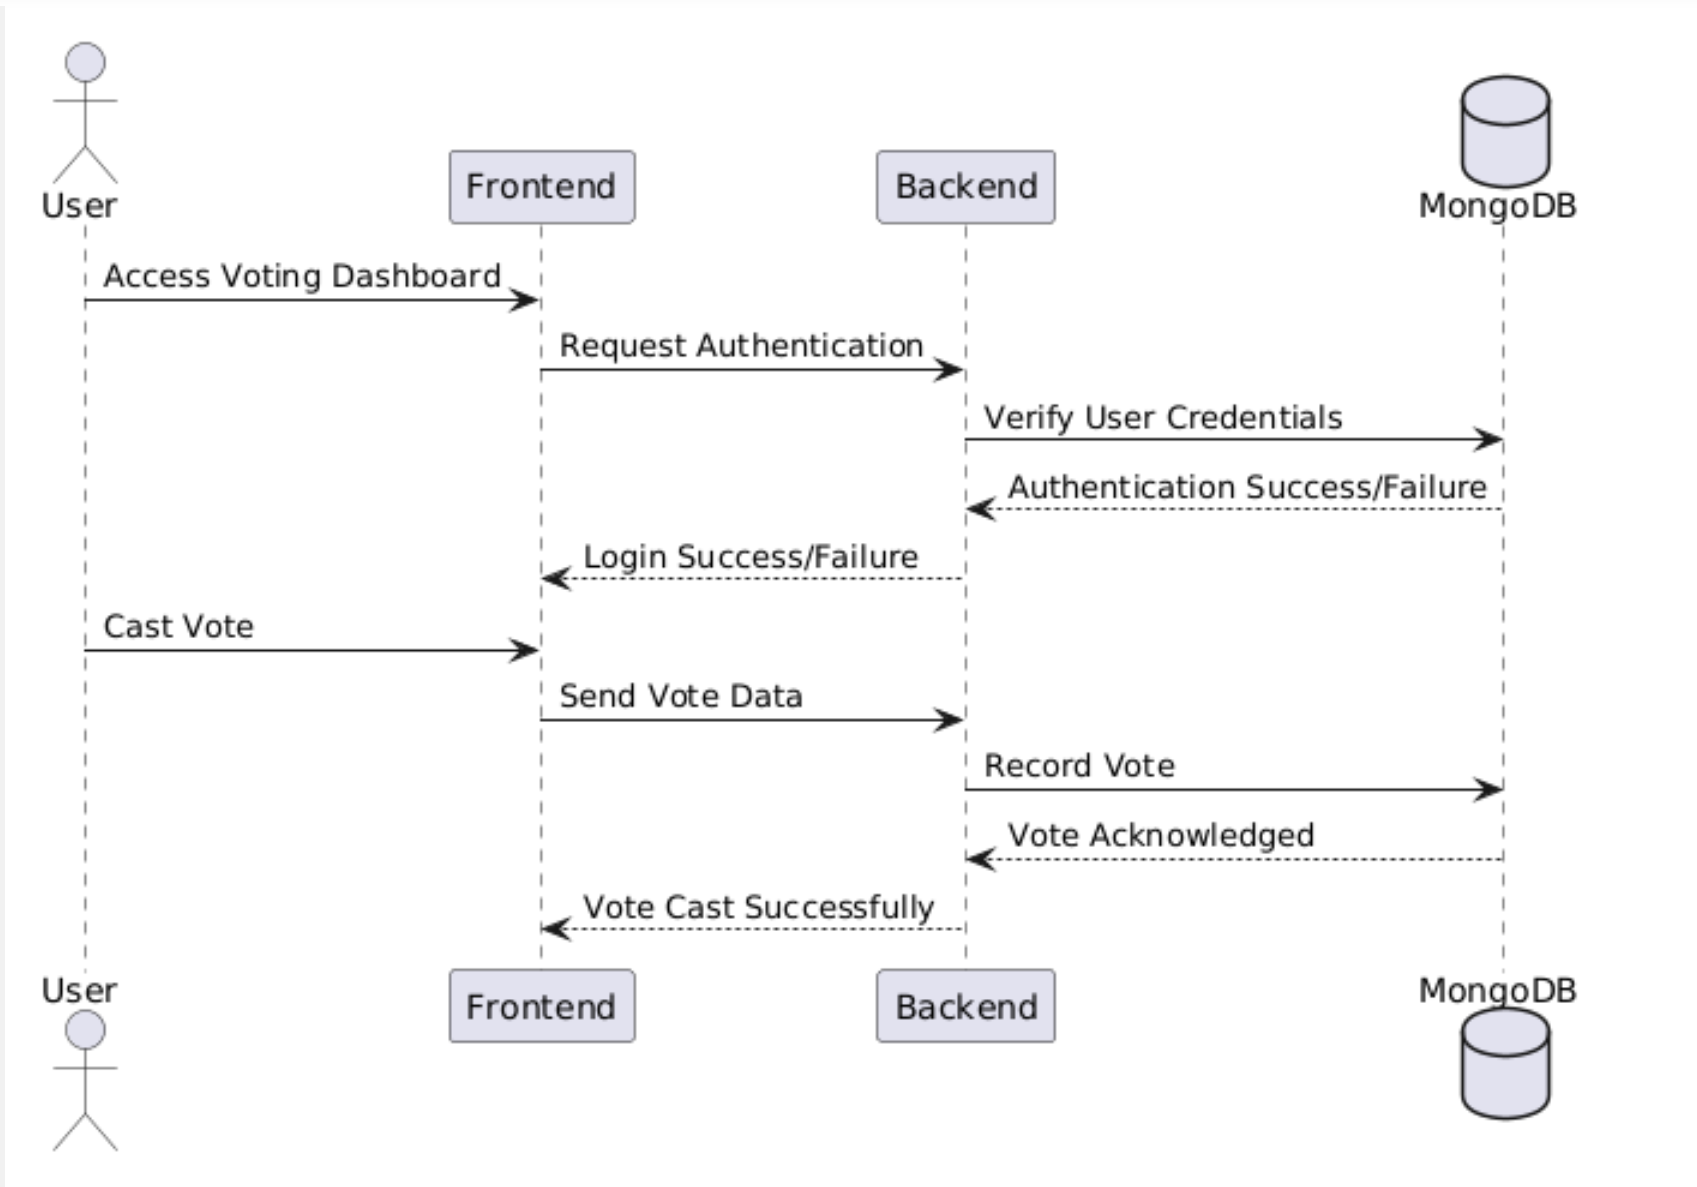 User
Frontend
Backend
MongoDB
Access Voting Dashboard
Request Authentication
Verify User Credentials
Authentication Success/Failure
Login Success/Failure
Cast Vote
Send Vote Data
Record Vote
Vote Acknowledged
Vote Cast Successfully
User
Frontend
Backend
MongoDB